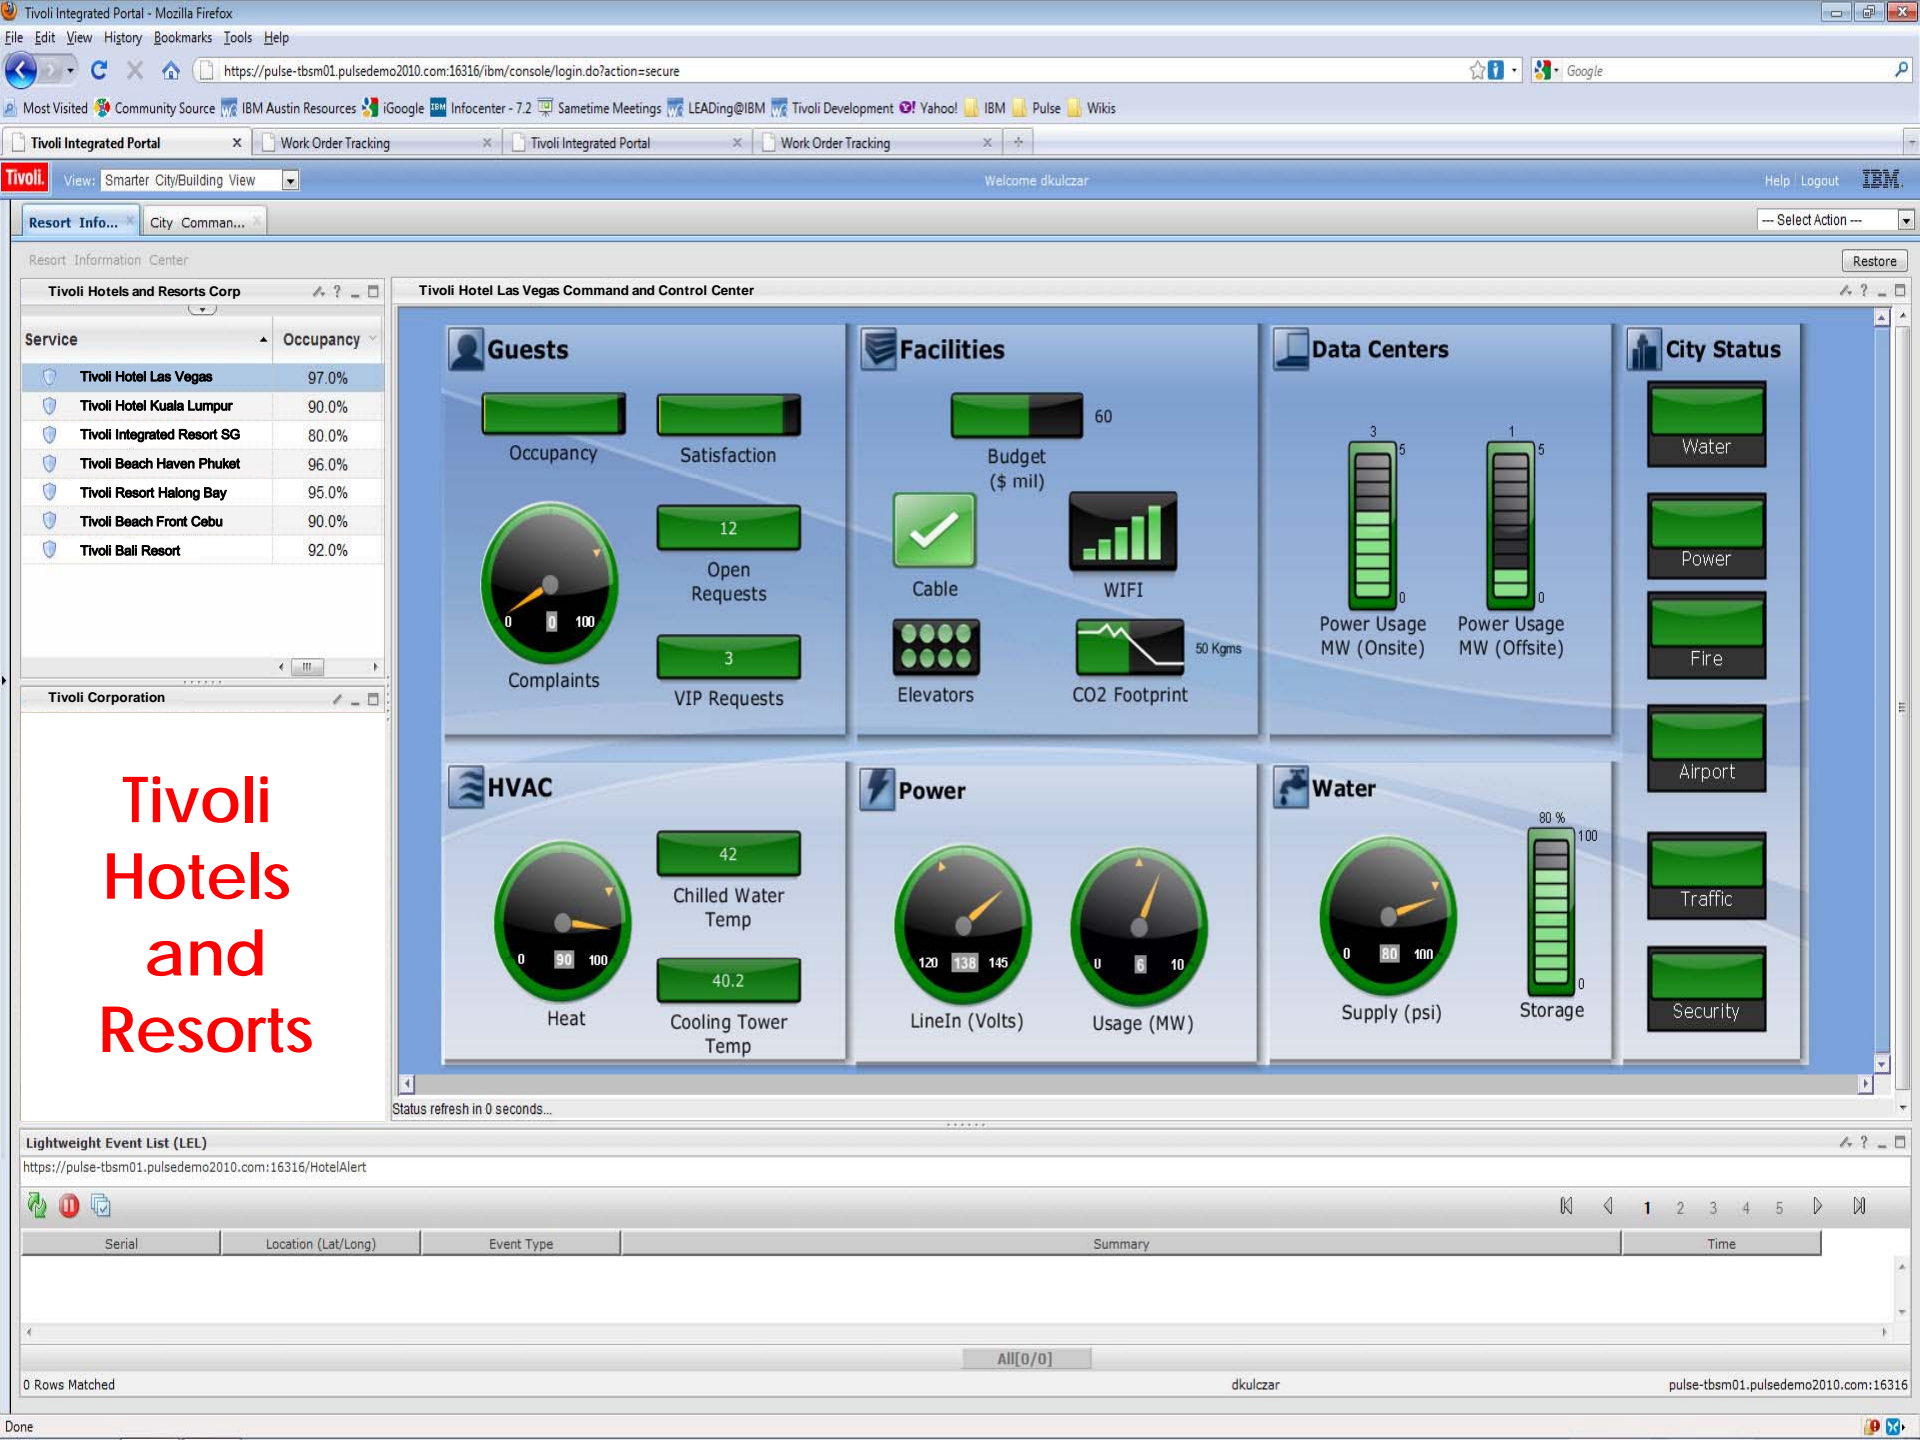 Tivoli Integrated Portal - Mozilla Firefox
File Edit View History Bookmarks Tools Help
https://pulse-tbsm01.pulsedemo2010.com:16316/ibm/console/login.do?action=secure
Google
Most Visited Community Source IBM Austin Resources iGoogle Infocenter - 7.2 Sametime Meetings LEADing@IBM Tivoli Development Yahoo! IBM Pulse Wikis
Tivoli Integrated Portal Work Order Tracking Tivoli Integrated Portal Work Order Tracking
Tivoli. View: Smarter City/Building View Welcome dkulczar Help Logout IBM.
Resort Info... City Comman... --- Select Action ---
Resort Information Center Restore
Tivoli Hotels and Resorts Corp
Service Occupancy
Tivoli Hotel Las Vegas 97.0%
Tivoli Hotel Kuala Lumpur 90.0%
Tivoli Integrated Resort SG 80.0%
Tivoli Beach Haven Phuket 96.0%
Tivoli Resort Halong Bay 95.0%
Tivoli Beach Front Cebu 90.0%
Tivoli Bali Resort 92.0%
Tivoli Corporation
Tivoli
Hotels
and
Resorts
Tivoli Hotel Las Vegas Command and Control Center
Guests
Occupancy
Satisfaction
0 0 100
Complaints
12
Open
Requests
3
VIP Requests
Facilities
60
Budget
($ mil)
Cable
WIFI
Elevators
50 Kgms
CO2 Footprint
Data Centers
3
5
0
Power Usage
MW (Onsite)
1
5
0
Power Usage
MW (Offsite)
City Status
Water
Power
Fire
Airport
Traffic
Security
HVAC
0 90 100
Heat
42
Chilled Water
Temp
40.2
Cooling Tower
Temp
Power
120 138 145
LineIn (Volts)
0 6 10
Usage (MW)
Water
0 80 100
Supply (psi)
80 %
100
0
Storage
Status refresh in 0 seconds...
Lightweight Event List (LEL)
https://pulse-tbsm01.pulsedemo2010.com:16316/HotelAlert
1 2 3 4 5
Serial Location (Lat/Long) Event Type Summary Time
All[0/0]
0 Rows Matched dkulczar pulse-tbsm01.pulsedemo2010.com:16316
Done